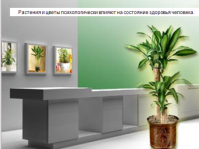 Растения и цветы психологически влияют на состояние здоровья человека